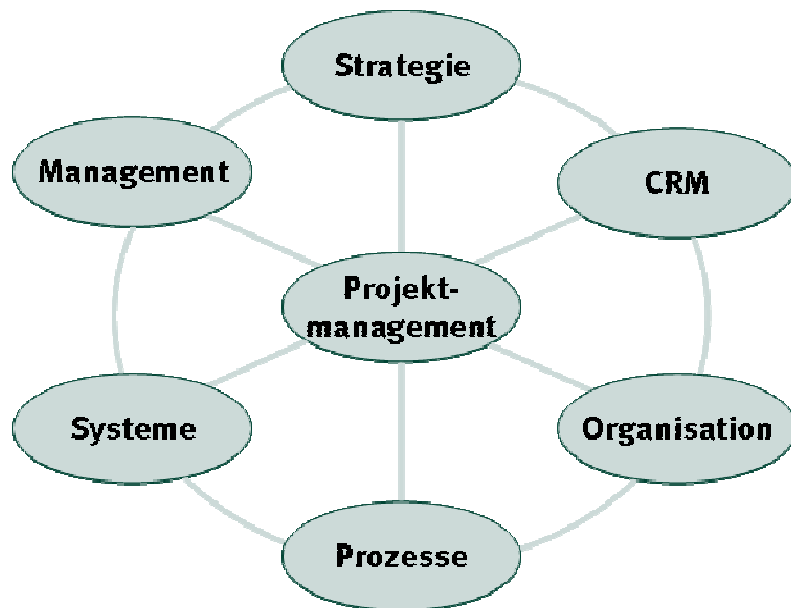 Strategie
Management
CRM
Projekt-
management
Systeme
Organisation
Prozesse